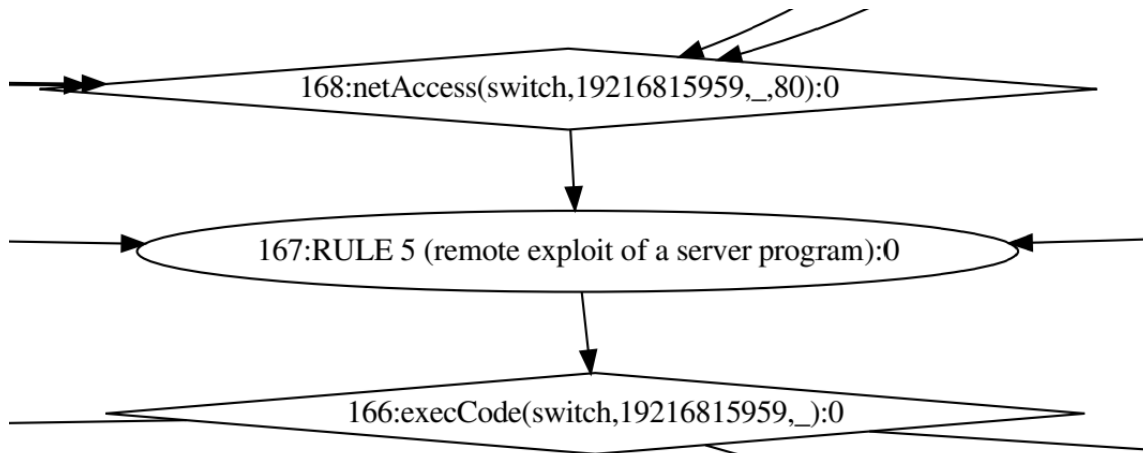 168:netAccess(switch,19216815959,_,80):0
167:RULE 5 (remote exploit of a server program):0
166:execCode(switch,19216815959,_):0